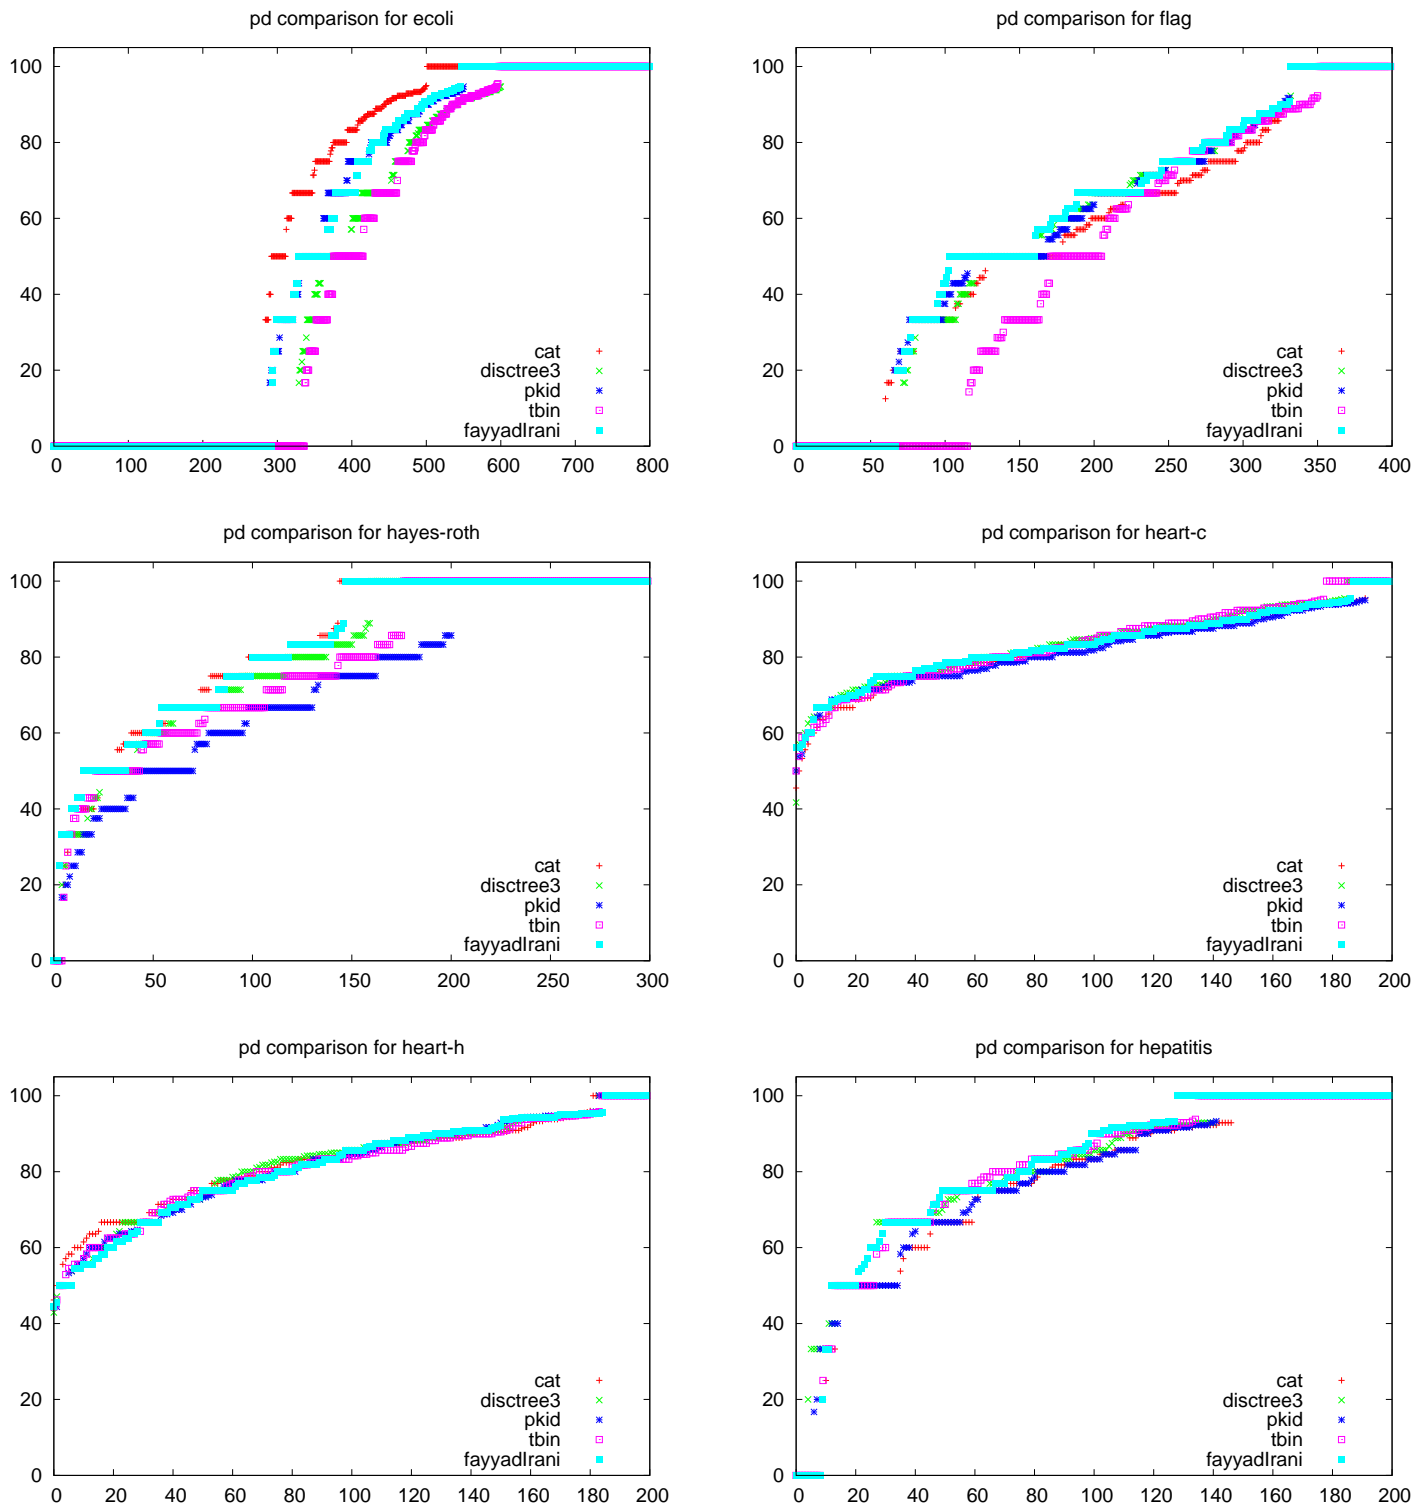 pd comparison for ecoli
100
80
60
40
20
0
cat
disctree3
pkid
tbin
fayyadIrani
0 100 200 300 400 500 600 700 800
pd comparison for flag
100
80
60
40
20
0
cat
disctree3
pkid
tbin
fayyadIrani
0 50 100 150 200 250 300 350 400
pd comparison for hayes-roth
100
80
60
40
20
0
cat
disctree3
pkid
tbin
fayyadIrani
0 50 100 150 200 250 300
pd comparison for heart-c
100
80
60
40
20
0
cat
disctree3
pkid
tbin
fayyadIrani
0 20 40 60 80 100 120 140 160 180 200
pd comparison for heart-h
100
80
60
40
20
0
cat
disctree3
pkid
tbin
fayyadIrani
0 20 40 60 80 100 120 140 160 180 200
pd comparison for hepatitis
100
80
60
40
20
0
cat
disctree3
pkid
tbin
fayyadIrani
0 20 40 60 80 100 120 140 160 180 200